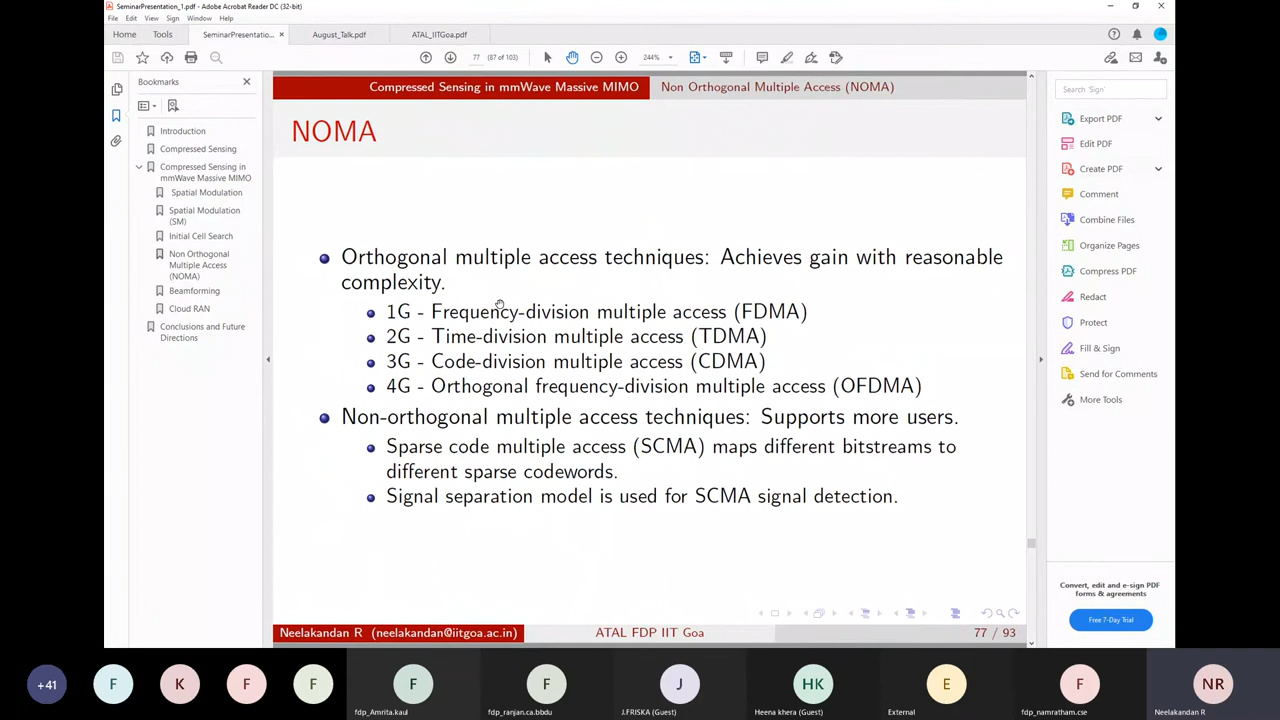 SeminarPresentation_1.pdf - Adobe Acrobat Reader DC (32-bit)
File Edit View Sign Window Help
Home Tools SeminarPresentatio... × August_Talk.pdf ATAL_IITGoa.pdf
77 (87 of 103) 244%
Bookmarks
Introduction
Compressed Sensing
Compressed Sensing in
mmWave Massive MIMO
Spatial Modulation
Spatial Modulation
(SM)
Initial Cell Search
Non Orthogonal
Multiple Access
(NOMA)
Beamforming
Cloud RAN
Conclusions and Future
Directions
Compressed Sensing in mmWave Massive MIMO Non Orthogonal Multiple Access (NOMA)
NOMA
Orthogonal multiple access techniques: Achieves gain with reasonable
complexity.
1G - Frequency-division multiple access (FDMA)
2G - Time-division multiple access (TDMA)
3G - Code-division multiple access (CDMA)
4G - Orthogonal frequency-division multiple access (OFDMA)
Non-orthogonal multiple access techniques: Supports more users.
Sparse code multiple access (SCMA) maps different bitstreams to
different sparse codewords.
Signal separation model is used for SCMA signal detection.
Neelakandan R (neelakandan@iitgoa.ac.in) ATAL FDP IIT Goa 77 / 93
Search 'Sign'
Export PDF
Edit PDF
Create PDF
Comment
Combine Files
Organize Pages
Compress PDF
Redact
Protect
Fill & Sign
Send for Comments
More Tools
Convert, edit and e-sign PDF
forms & agreements
Free 7-Day Trial
+41 F K F F F F J HK E F NR
fdp_Amrita.kaul fdp_ranjan.ca.bbdu J.FRISKA (Guest) Heena khera (Guest) External fdp_namratham.cse Neelakandan R